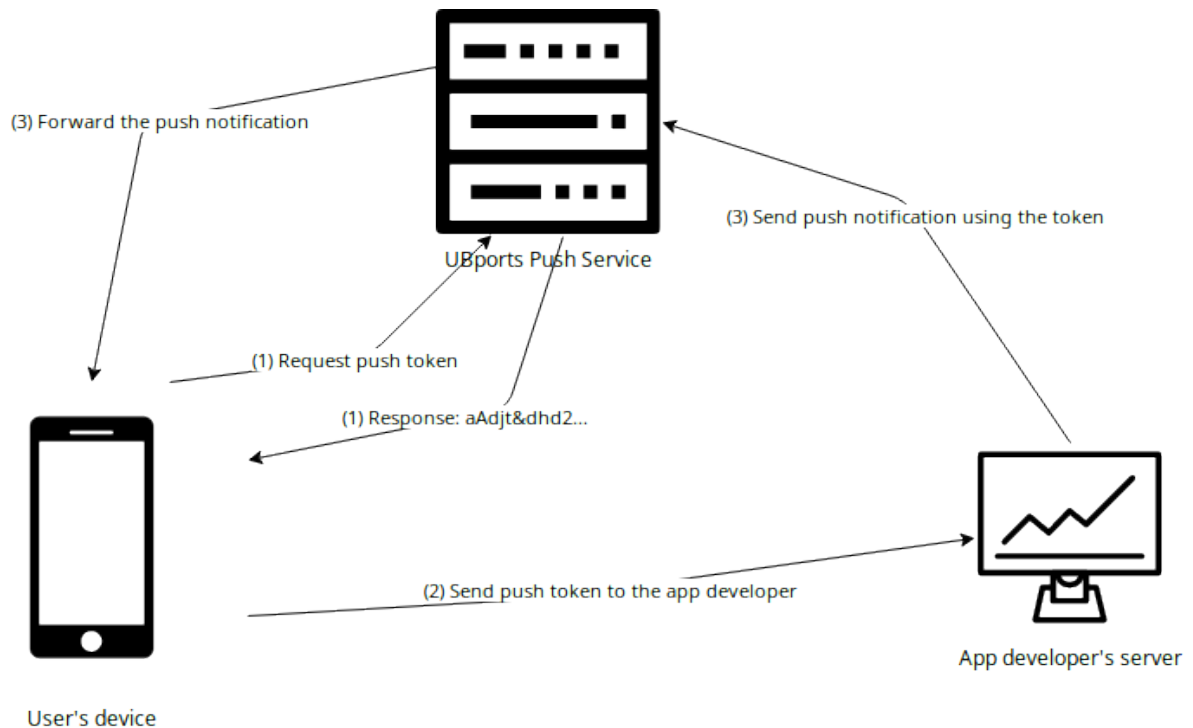 (3) Forward the push notification
(3) Send push notification using the token
UBports Push Service
(1) Request push token
(1) Response: aAdjt&dhd2...
(2) Send push token to the app developer
App developer's server
User's device